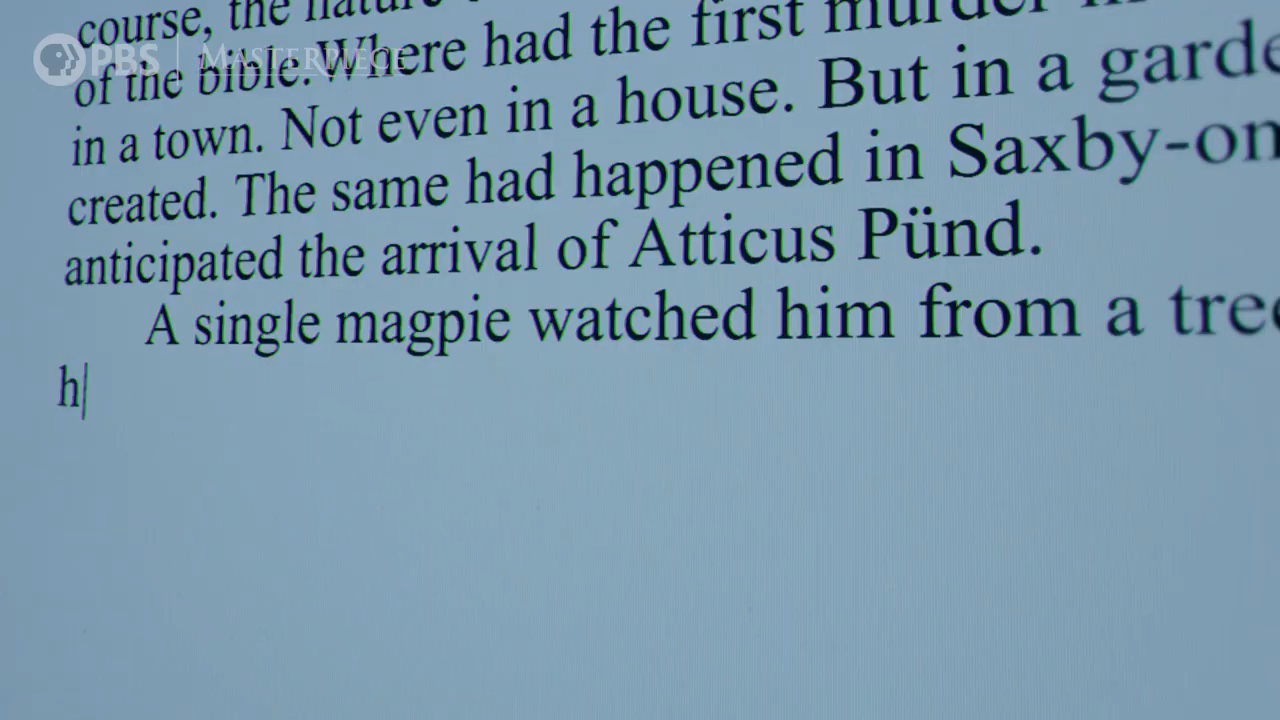 PBS | MASTERPIECE
course, the nature
of the bible. Where had the first murder
in a town. Not even in a house. But in a garde
created. The same had happened in Saxby-on
anticipated the arrival of Atticus Pünd.
A single magpie watched him from a tree
h